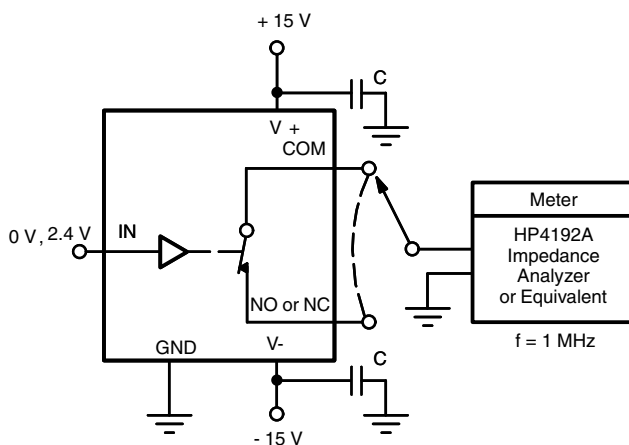 + 15 V
C
V +
COM
0 V, 2.4 V
IN
NO or NC
GND
V-
C
- 15 V
Meter
HP4192A
Impedance
Analyzer
or Equivalent
f = 1 MHz